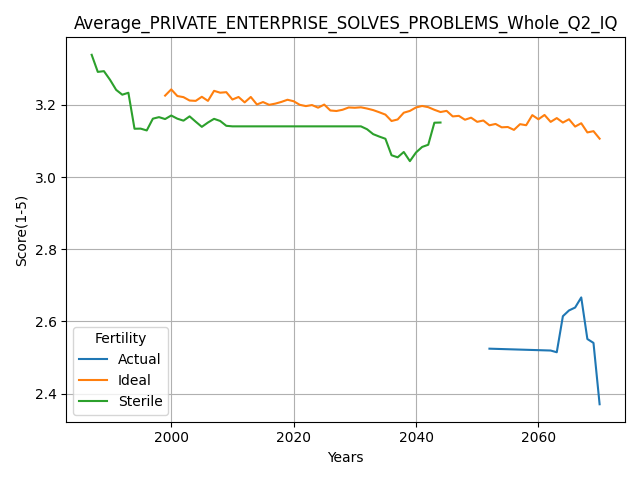 Average_PRIVATE_ENTERPRISE_SOLVES_PROBLEMS_Whole_Q2_IQ
Score(1-5)
3.2
3.0
2.8
2.6
2.4
Fertility
Actual
Ideal
Sterile
2000
2020
2040
2060
Years